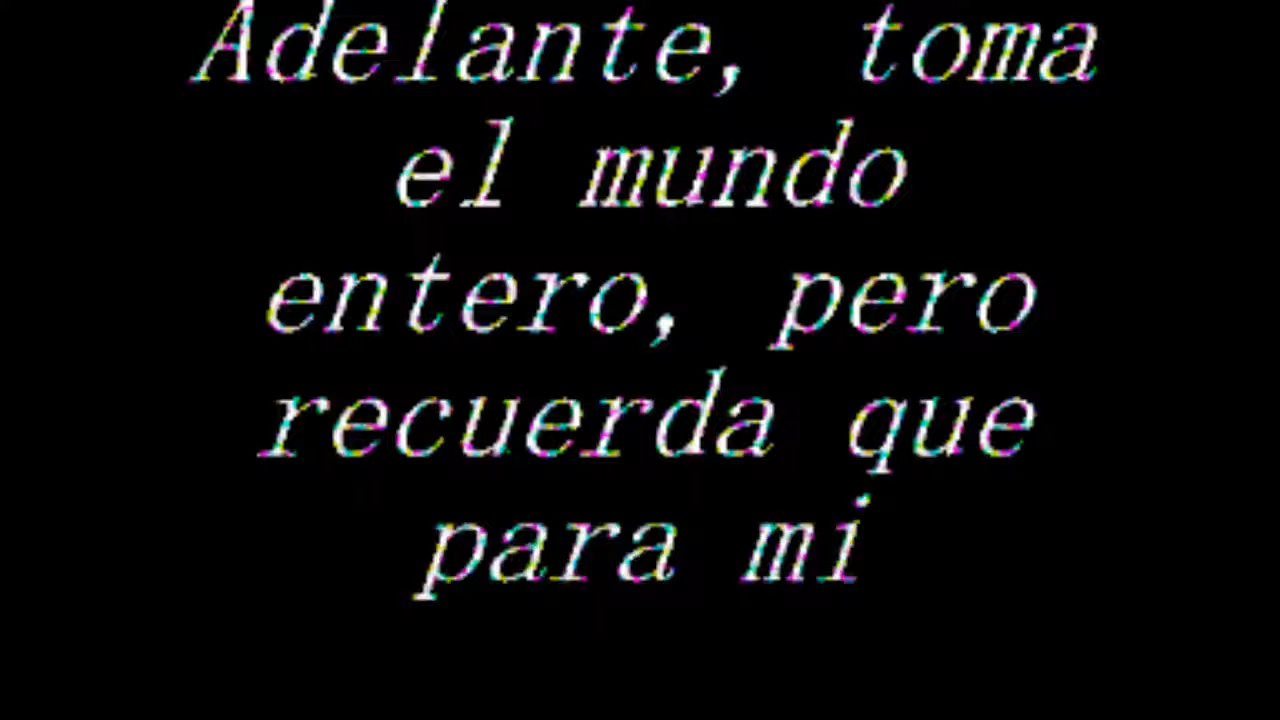 Adelante, toma
el mundo
entero, pero
recuerda que
para mi